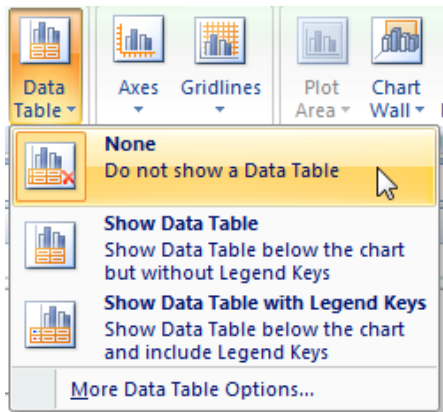 Data
Table
Axes
Gridlines
Plot
Area
Chart
Wall
None
Do not show a Data Table
Show Data Table
Show Data Table below the chart
but without Legend Keys
Show Data Table with Legend Keys
Show Data Table below the chart
and include Legend Keys
More Data Table Options...